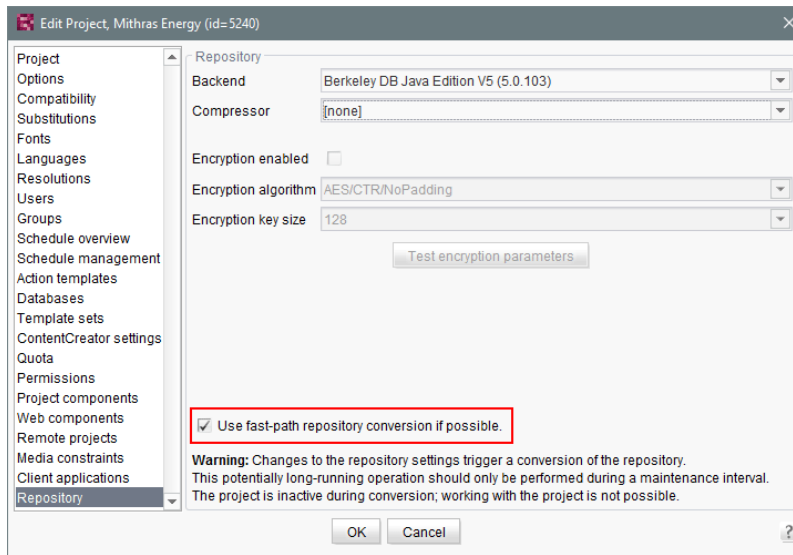 Edit Project, Mithras Energy (id=5240)
Project
Options
Compatibility
Substitutions
Fonts
Languages
Resolutions
Users
Groups
Schedule overview
Schedule management
Action templates
Databases
Template sets
ContentCreator settings
Quota
Permissions
Project components
Web components
Remote projects
Media constraints
Client applications
Repository
Repository
Backend Berkeley DB Java Edition V5 (5.0.103)
Compressor [none]
Encryption enabled
Encryption algorithm AES/CTR/NoPadding
Encryption key size 128
Test encryption parameters
Use fast-path repository conversion if possible.
Warning: Changes to the repository settings trigger a conversion of the repository.
This potentially long-running operation should only be performed during a maintenance interval.
The project is inactive during conversion; working with the project is not possible.
OK Cancel ?